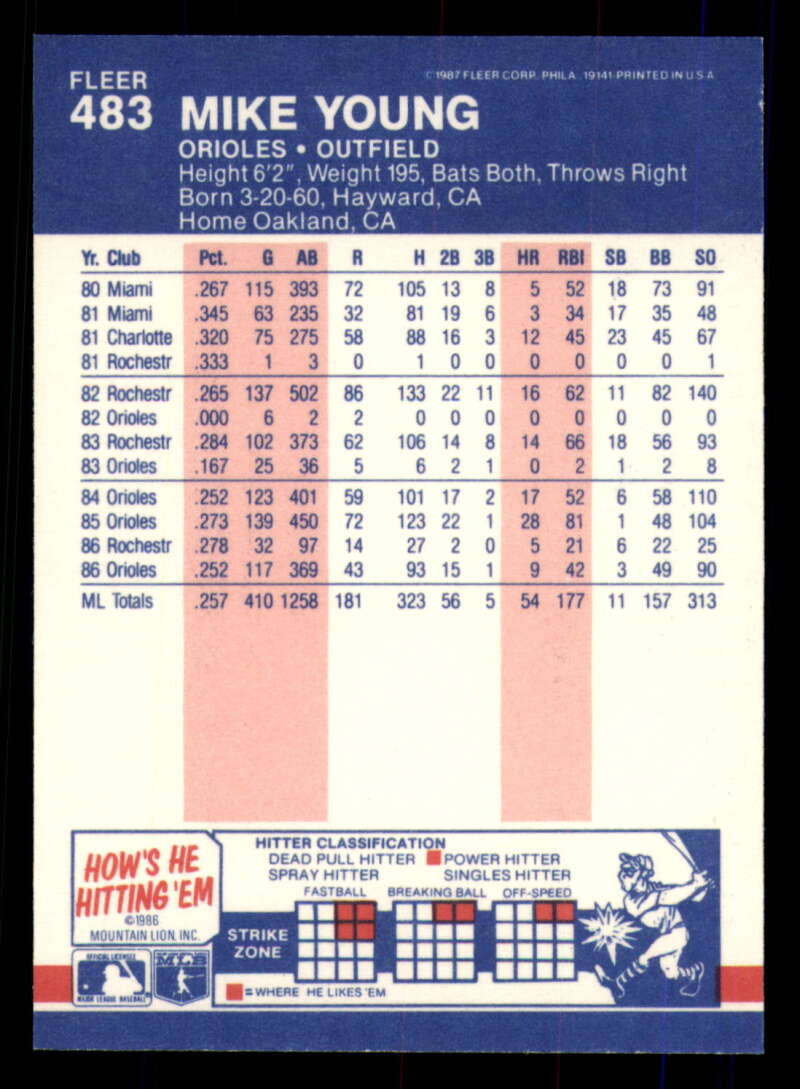 FLEER
©1987 FLEER CORP. PHILA. 19141 PRINTED IN U.S.A.
483 MIKE YOUNG
ORIOLES • OUTFIELD
Height 6'2", Weight 195, Bats Both, Throws Right
Born 3-20-60, Hayward, CA
Home Oakland, CA
Yr. Club Pct. G AB R H 2B 3B HR RBI SB BB SO
80 Miami .267 115 393 72 105 13 8 5 52 18 73 91
81 Miami .345 63 235 32 81 19 6 3 34 17 35 48
81 Charlotte .320 75 275 58 88 16 3 12 45 23 45 67
81 Rochestr .333 1 3 0 1 0 0 0 0 0 0 1
82 Rochestr .265 137 502 86 133 22 11 16 62 11 82 140
82 Orioles .000 6 2 2 0 0 0 0 0 0 0 0
83 Rochestr .284 102 373 62 106 14 8 14 66 18 56 93
83 Orioles .167 25 36 5 6 2 1 0 2 1 2 8
84 Orioles .252 123 401 59 101 17 2 17 52 6 58 110
85 Orioles .273 139 450 72 123 22 1 28 81 1 48 104
86 Rochestr .278 32 97 14 27 2 0 5 21 6 22 25
86 Orioles .252 117 369 43 93 15 1 9 42 3 49 90
ML Totals .257 410 1258 181 323 56 5 54 177 11 157 313
HOW'S HE
HITTING 'EM
©1986
MOUNTAIN LION, INC.
OFFICIAL LICENSEE
MAJOR LEAGUE BASEBALL
MLB
HITTER CLASSIFICATION
DEAD PULL HITTER POWER HITTER
SPRAY HITTER SINGLES HITTER
FASTBALL BREAKING BALL OFF-SPEED
STRIKE
ZONE
=WHERE HE LIKES 'EM